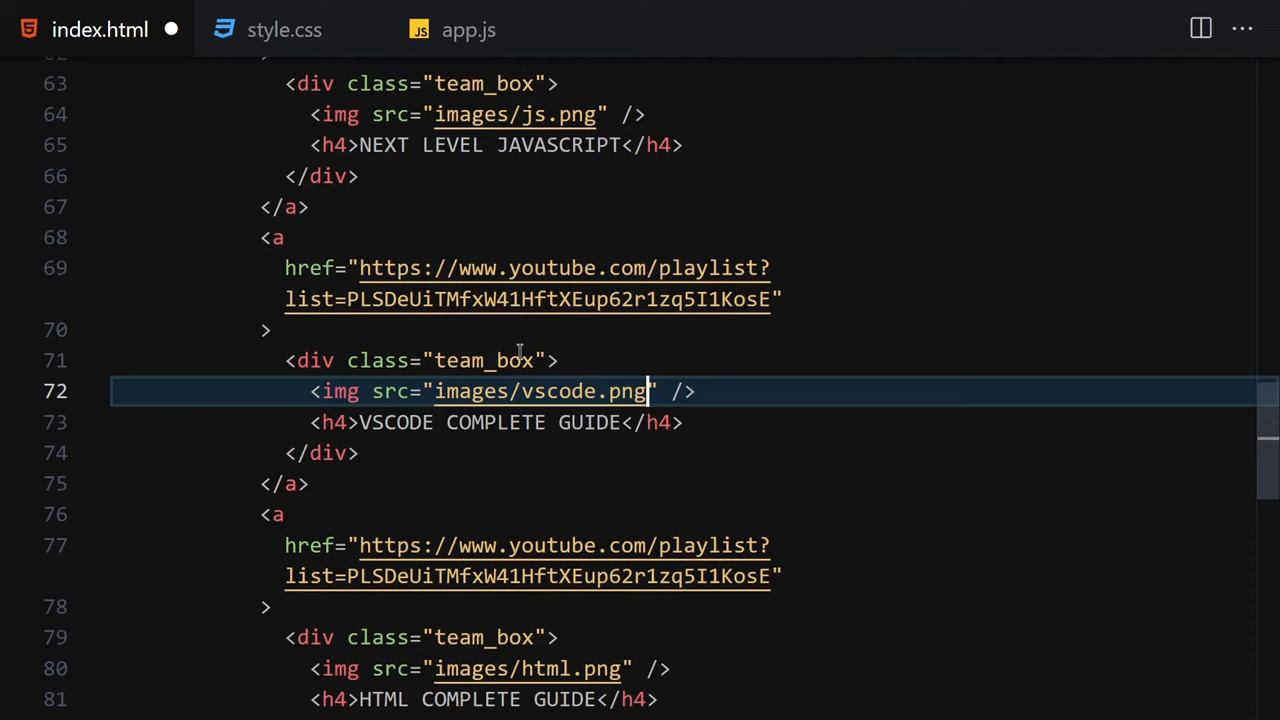 index.html
style.css
JS
app.js
63 <div class="team_box">
64 <img src="images/js.png" />
65 <h4>NEXT LEVEL JAVASCRIPT</h4>
66 </div>
67 </a>
68 <a
69 href="https://www.youtube.com/playlist?
list=PLSDeUiTMfxW41HftXEup62r1zq5I1KosE"
70 >
71 <div class="team_box">
72 <img src="images/vscode.png" />
73 <h4>VSCODE COMPLETE GUIDE</h4>
74 </div>
75 </a>
76 <a
77 href="https://www.youtube.com/playlist?
list=PLSDeUiTMfxW41HftXEup62r1zq5I1KosE"
78 >
79 <div class="team_box">
80 <img src="images/html.png" />
81 <h4>HTML COMPLETE GUIDE</h4>